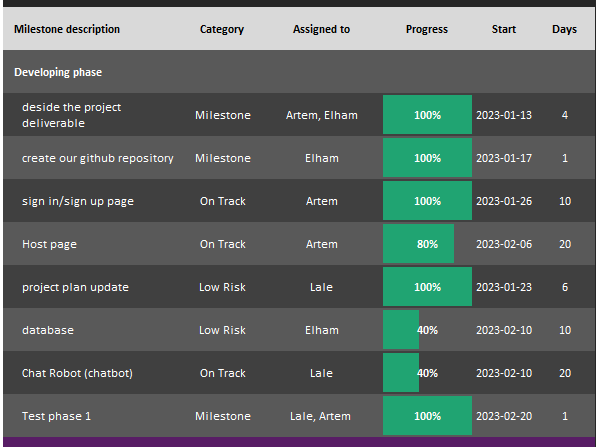 Milestone description Category Assigned to Progress Start Days
Developing phase
deside the project
deliverable Milestone Artem, Elham 100% 2023-01-13 4
create our github repository Milestone Elham 100% 2023-01-17 1
sign in/sign up page On Track Artem 100% 2023-01-26 10
Host page On Track Artem 80% 2023-02-06 20
project plan update Low Risk Lale 100% 2023-01-23 6
database Low Risk Elham 40% 2023-02-10 10
Chat Robot (chatbot) On Track Lale 40% 2023-02-10 20
Test phase 1 Milestone Lale, Artem 100% 2023-02-20 1